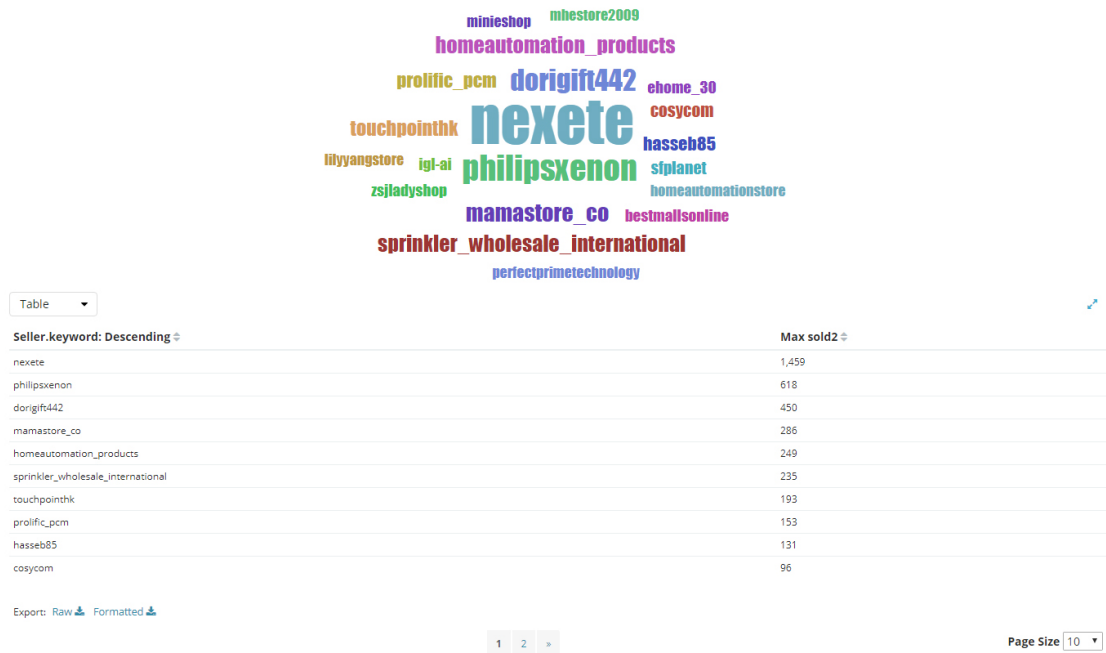 minieshop mhestore2009
homeautomation_products
prolific_pcm dorigift442 ehome_30
nexete cosycom
touchpointhk hasseb85
lilyyangstore igl-ai philipsxenon sfplanet
zsjladyshop homeautomationstore
mamastore_co bestmallsonline
sprinkler_wholesale_international
perfectprimetechnology
Table
Seller.keyword: Descending Max sold2
nexete 1,459
philipsxenon 618
dorigift442 450
mamastore_co 286
homeautomation_products 249
sprinkler_wholesale_international 235
touchpointhk 193
prolific_pcm 153
hasseb85 131
cosycom 96
Export: Raw Formatted
1 2 » Page Size 10